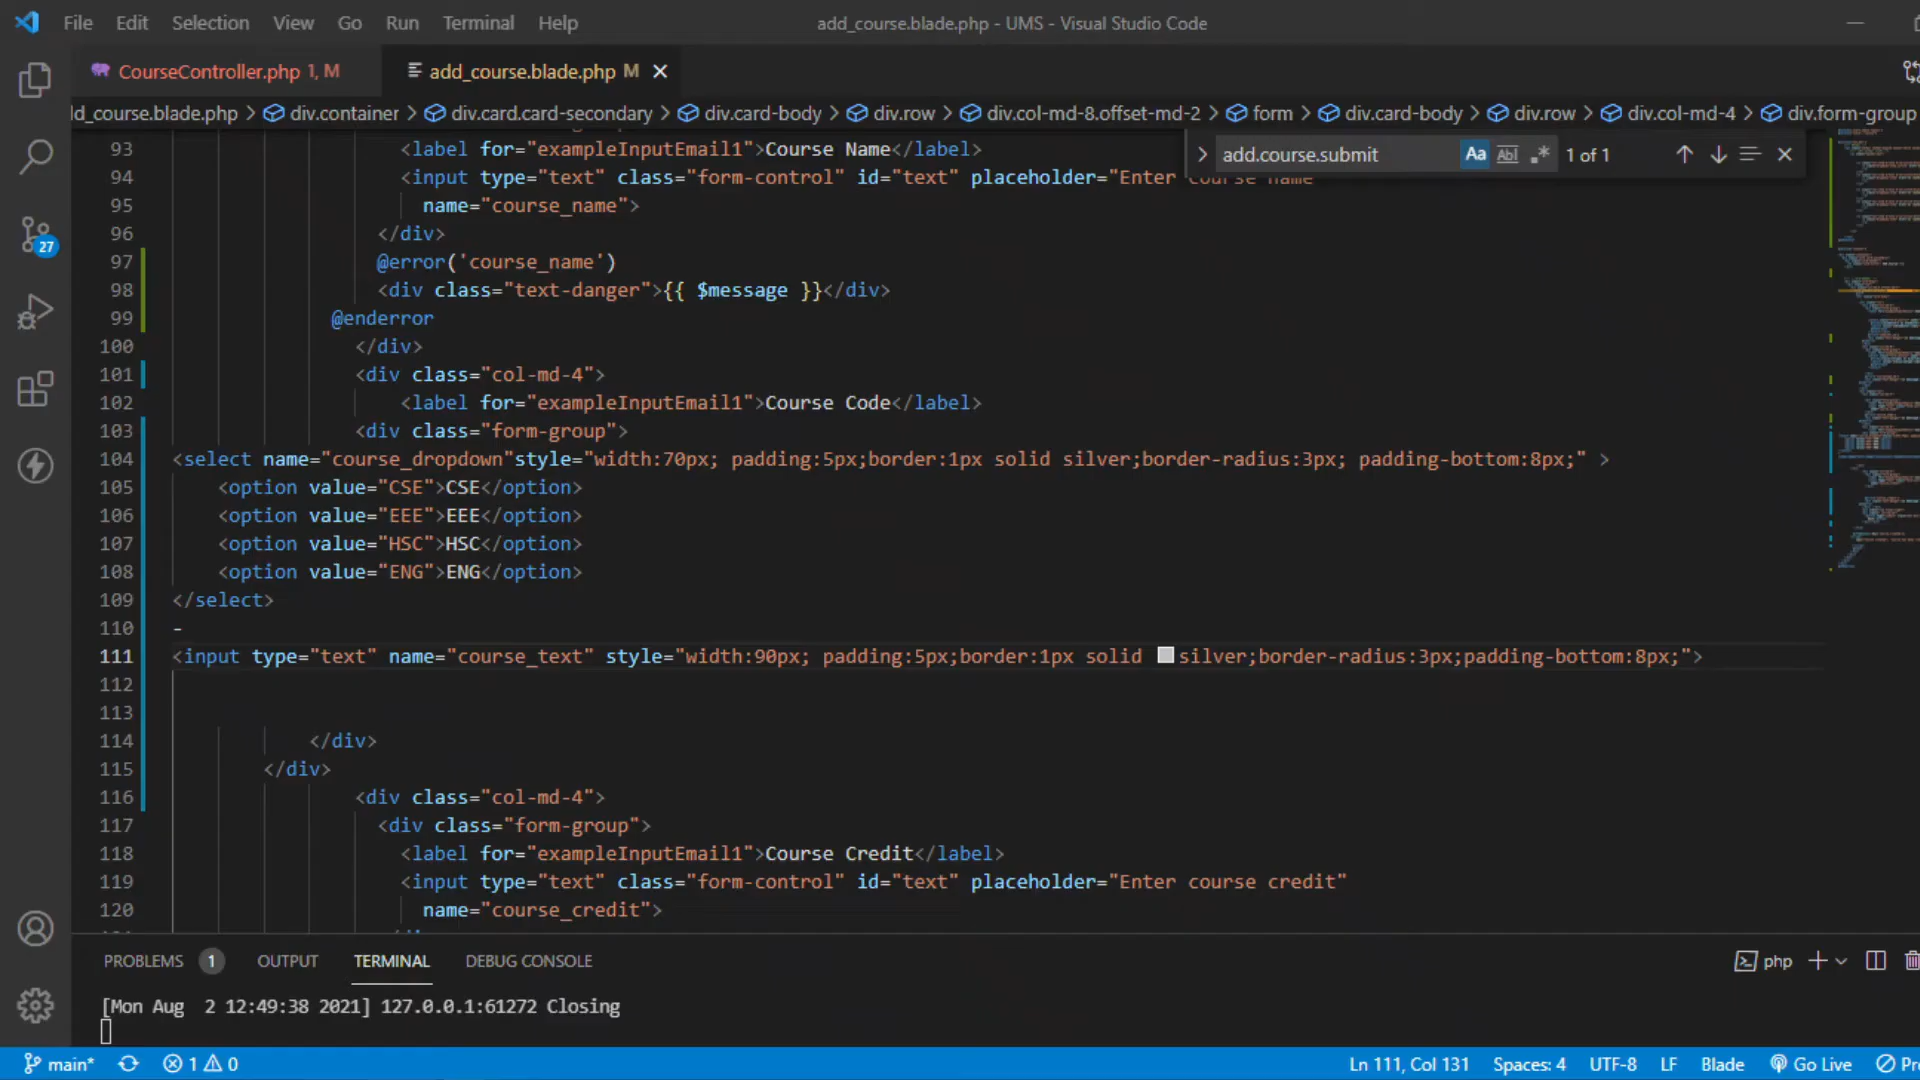 File Edit Selection View Go Run Terminal Help
add_course.blade.php - UMS - Visual Studio Code
CourseController.php 1, M
add_course.blade.php M
ld_course.blade.php > div.container > div.card.card-secondary > div.card-body > div.row > div.col-md-8.offset-md-2 > form > div.card-body > div.row > div.col-md-4 > div.form-group
add.course.submit Aa Abl .* 1 of 1
93 <label for="exampleInputEmail1">Course Name</label>
94 <input type="text" class="form-control" id="text" placeholder="Enter course name"
95 name="course_name">
96 </div>
97 @error('course_name')
98 <div class="text-danger">{{ $message }}</div>
99 @enderror
100 </div>
101 <div class="col-md-4">
102 <label for="exampleInputEmail1">Course Code</label>
103 <div class="form-group">
104 <select name="course_dropdown"style="width:70px; padding:5px;border:1px solid silver;border-radius:3px; padding-bottom:8px;" >
105 <option value="CSE">CSE</option>
106 <option value="EEE">EEE</option>
107 <option value="HSC">HSC</option>
108 <option value="ENG">ENG</option>
109 </select>
110 -
111 <input type="text" name="course_text" style="width:90px; padding:5px;border:1px solid silver;border-radius:3px;padding-bottom:8px;">
112
113
114 </div>
115 </div>
116 <div class="col-md-4">
117 <div class="form-group">
118 <label for="exampleInputEmail1">Course Credit</label>
119 <input type="text" class="form-control" id="text" placeholder="Enter course credit"
120 name="course_credit">
27
PROBLEMS 1 OUTPUT TERMINAL DEBUG CONSOLE
php
[Mon Aug  2 12:49:38 2021] 127.0.0.1:61272 Closing
main* 1 0
Ln 111, Col 131 Spaces: 4 UTF-8 LF Blade Go Live Pr